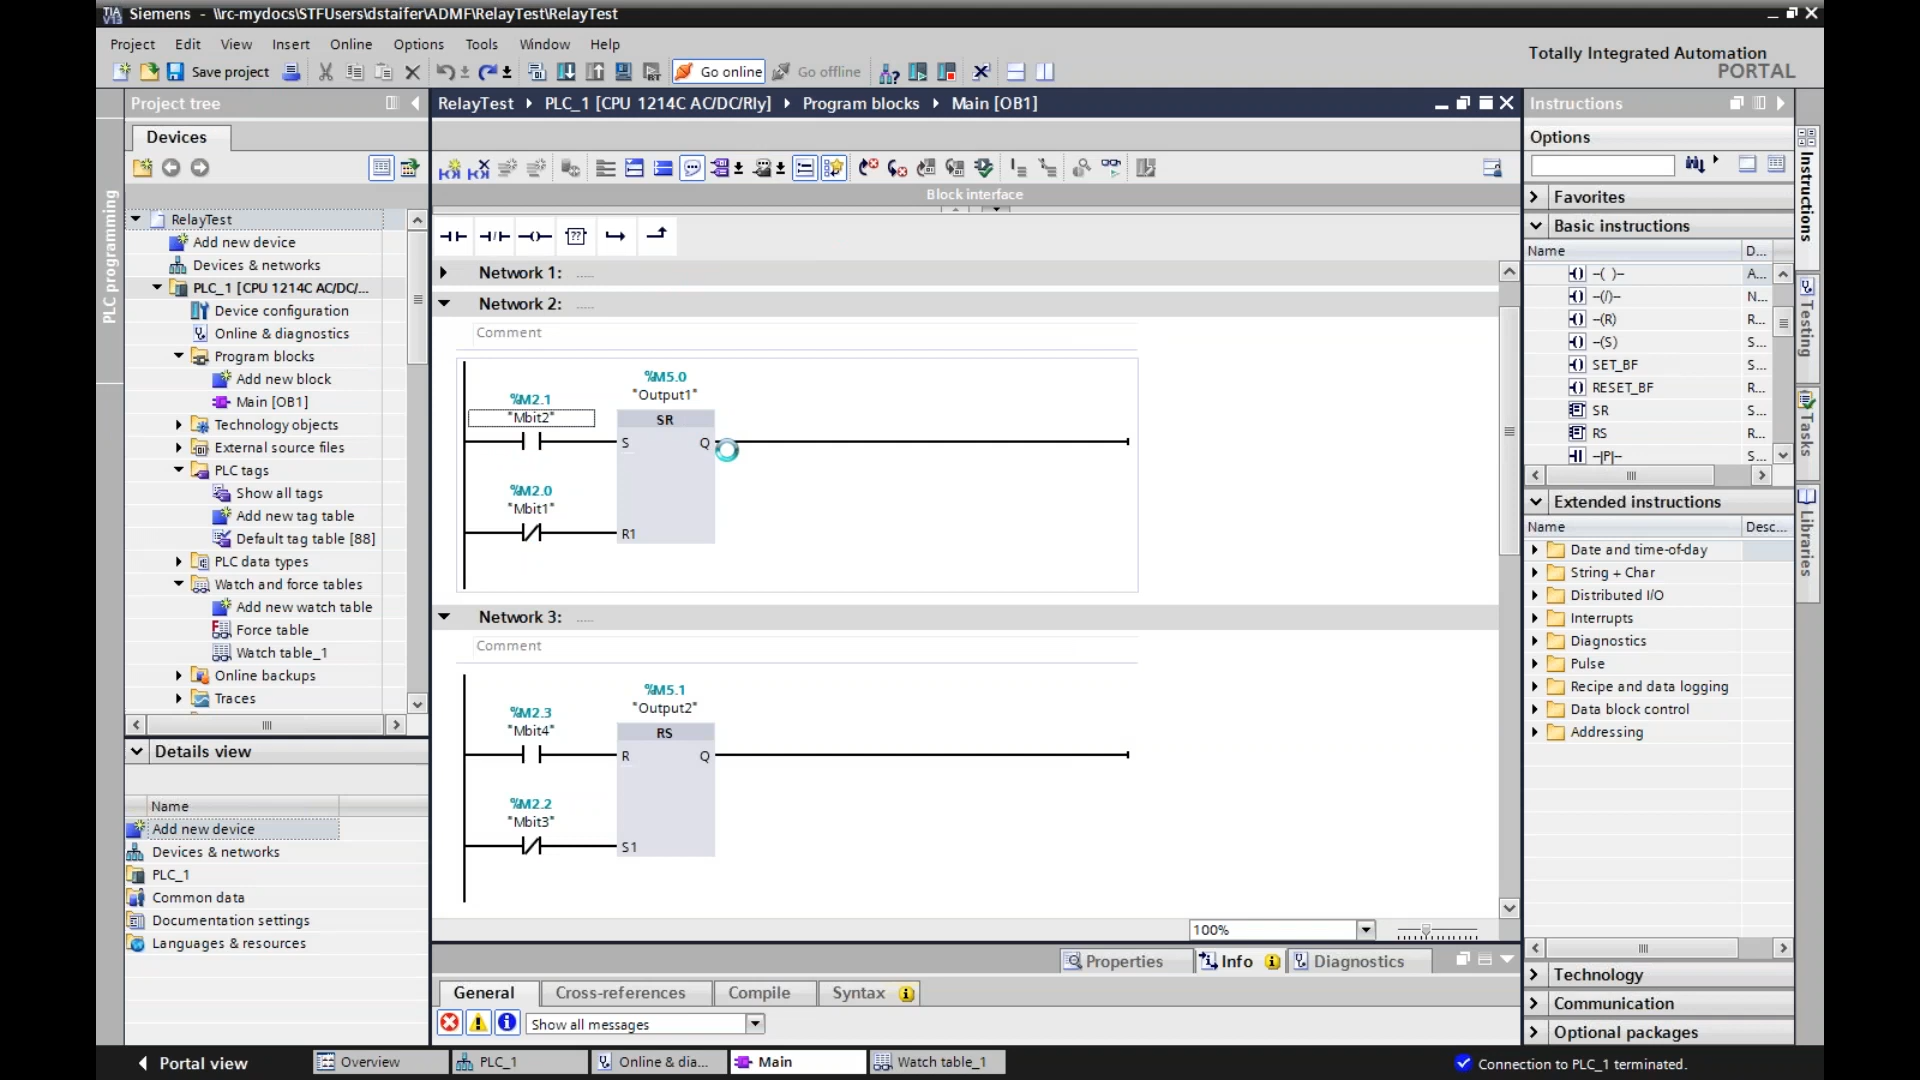 Siemens - \\rc-mydocs\STFUsers\dstaifer\ADMF\RelayTest\RelayTest
Project Edit View Insert Online Options Tools Window Help
Save project
Go online
Go offline
Totally Integrated Automation
PORTAL
Project tree
Devices
PLC programming
RelayTest
Add new device
Devices & networks
PLC_1 [CPU 1214C AC/DC/...
Device configuration
Online & diagnostics
Program blocks
Add new block
Main [OB1]
Technology objects
External source files
PLC tags
Show all tags
Add new tag table
Default tag table [88]
PLC data types
Watch and force tables
Add new watch table
Force table
Watch table_1
Online backups
Traces
Details view
Name
Add new device
Devices & networks
PLC_1
Common data
Documentation settings
Languages & resources
RelayTest PLC_1 [CPU 1214C AC/DC/Rly] Program blocks Main [OB1]
Block interface
??
Network 1: .....
Network 2: .....
Comment
%M5.0
"Output1"
%M2.1
"Mbit2"
SR
S Q
%M2.0
"Mbit1"
R1
Network 3: .....
Comment
%M5.1
"Output2"
%M2.3
"Mbit4"
RS
R Q
%M2.2
"Mbit3"
S1
100%
Properties
Info
Diagnostics
General
Cross-references
Compile
Syntax
Show all messages
Instructions
Options
Favorites
Basic instructions
Name D...
-( )- A...
-(/)- N...
-(R) R...
-(S) S...
SET_BF S...
RESET_BF R...
SR S...
RS R...
-|P|- S...
Extended instructions
Name Desc...
Date and time-of-day
String + Char
Distributed I/O
Interrupts
Diagnostics
Pulse
Recipe and data logging
Data block control
Addressing
Technology
Communication
Optional packages
Instructions
Testing
Tasks
Libraries
Portal view
Overview
PLC_1
Online & dia...
Main
Watch table_1
Connection to PLC_1 terminated.